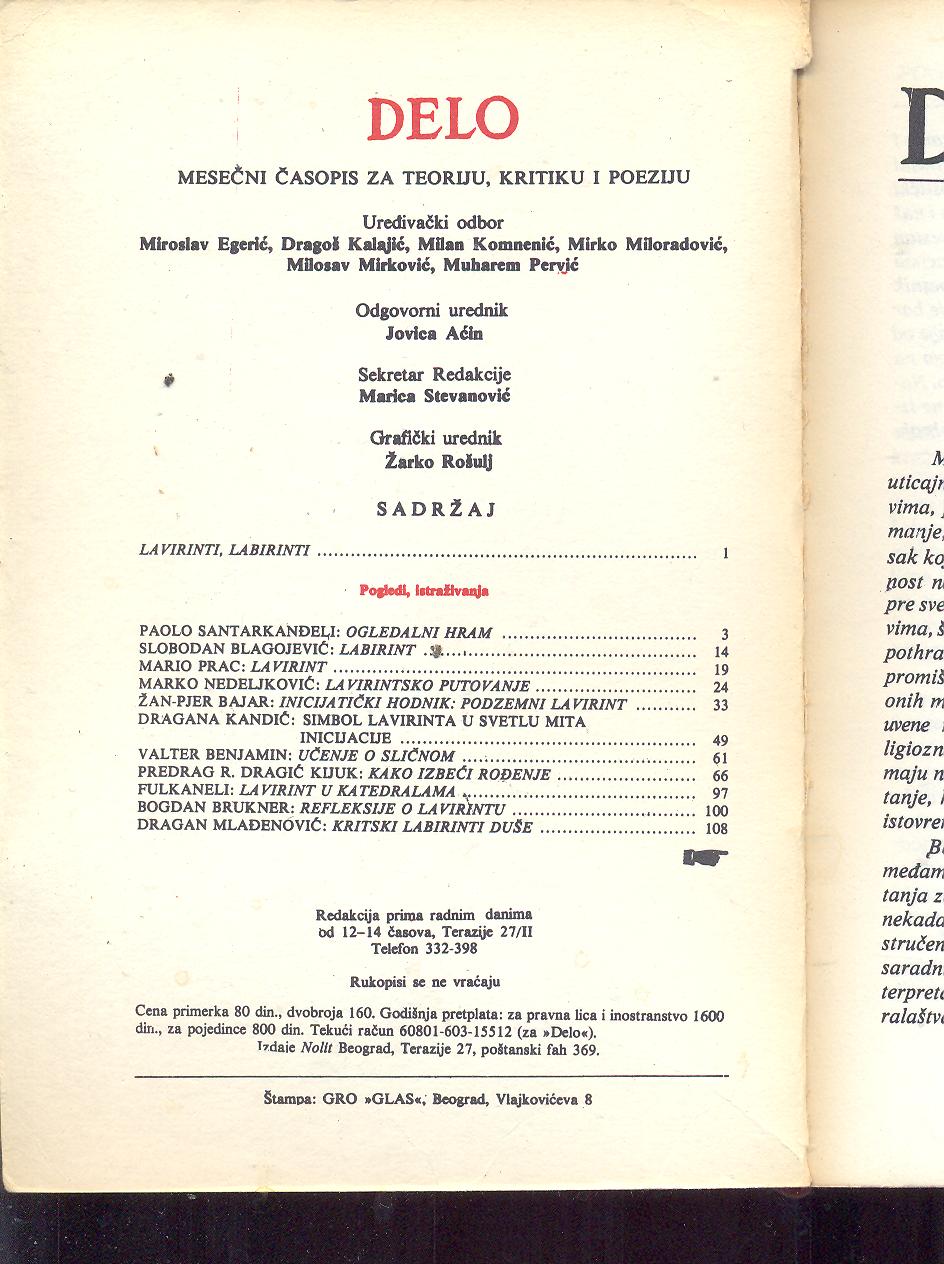 DELO
MESEČNI ČASOPIS ZA TEORIJU, KRITIKU I POEZIJU
Uređivački odbor
Miroslav Egerić, Dragoš Kalajić, Milan Komnenić, Mirko Miloradović,
Milosav Mirković, Muharem Pervić
Odgovorni urednik
Jovica Aćin
Sekretar Redakcije
Marica Stevanović
Grafički urednik
Žarko Rošulj
SADRŽAJ
LAVIRINTI, LABIRINTI ........................................ 1
Pogledi, istraživanja
PAOLO SANTARKANĐELI: OGLEDALNI HRAM .................... 3
SLOBODAN BLAGOJEVIĆ: LABIRINT .................... 14
MARIO PRAC: LAVIRINT .................... 19
MARKO NEDELJKOVIĆ: LAVIRINTSKO PUTOVANJE .................... 24
ŽAN-PJER BAJAR: INICIJATIČKI HODNIK: PODZEMNI LAVIRINT ........... 33
DRAGANA KANDIĆ: SIMBOL LAVIRINTA U SVETLU MITA
INICIJACIJE .................... 49
VALTER BENJAMIN: UČENJE O SLIČNOM .................... 61
PREDRAG R. DRAGIĆ KIJUK: KAKO IZBEĆI ROĐENJE .................... 66
FULKANELI: LAVIRINT U KATEDRALAMA .................... 97
BOGDAN BRUKNER: REFLEKSIJE O LAVIRINTU .................... 100
DRAGAN MLAĐENOVIĆ: KRITSKI LABIRINTI DUŠE .................... 108
Redakcija prima radnim danima
od 12–14 časova, Terazije 27/II
Telefon 332-398
Rukopisi se ne vraćaju
Cena primerka 80 din., dvobroja 160. Godišnja pretplata: za pravna lica i inostranstvo 1600
din., za pojedince 800 din. Tekući račun 60801-603-15512 (za »Delo«).
Izdaje Nolit Beograd, Terazije 27, poštanski fah 369.
Štampa: GRO »GLAS«, Beograd, Vlajkovićeva 8
D
M
uticajn
vima,
manje,
sak ko
post n
pre sve
vima, š
pothra
promiš
onih m
uvene
ligiozn
maju n
tanje,
istovre
međam
tanja z
nekada
stručen
saradn
terpreta
ralaštv